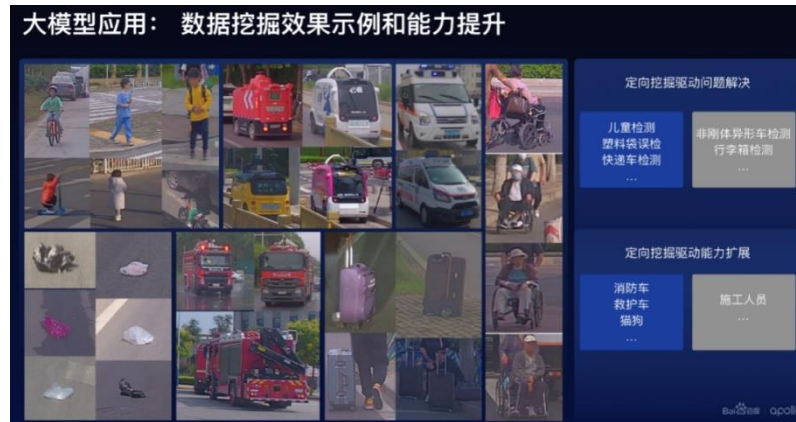 大模型应用： 数据挖掘效果示例和能力提升
定向挖掘驱动问题解决
儿童检测
塑料袋误检
快递车检测
...
非刚体异形车检测
行李箱检测
...
定向挖掘驱动能力扩展
消防车
救护车
猫狗
...
施工人员
...
Bai 百度 apoll